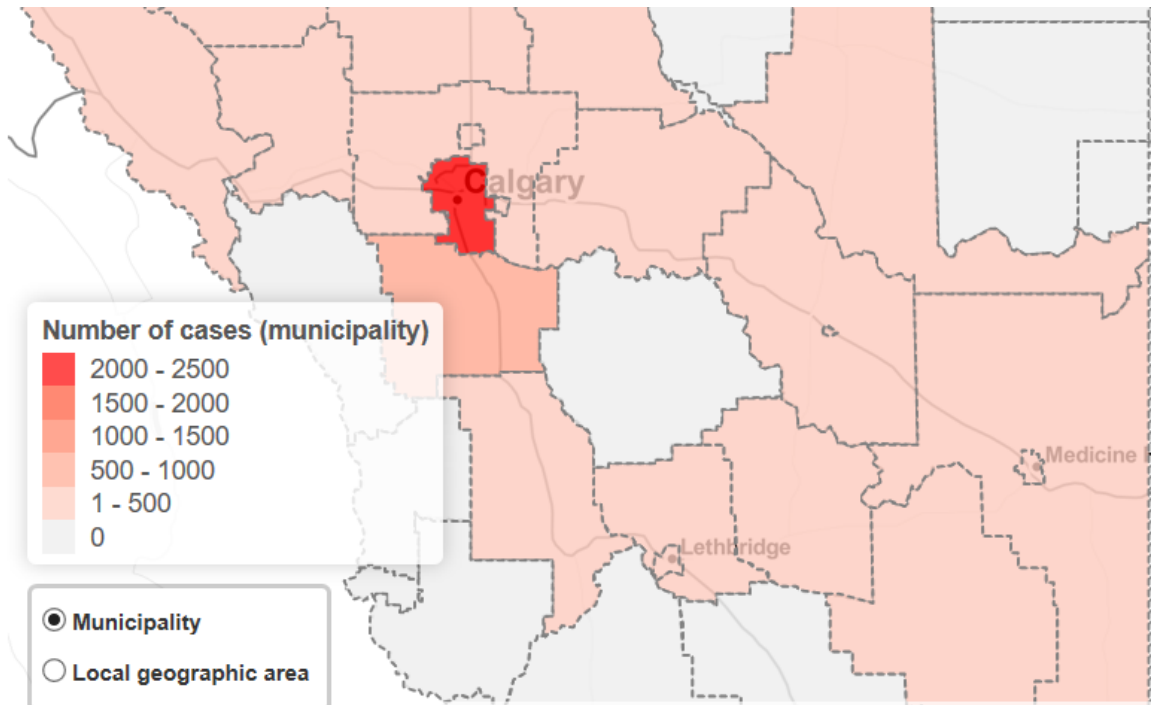 Calgary
Number of cases (municipality)
2000 - 2500
1500 - 2000
1000 - 1500
500 - 1000
1 - 500
0
Medicine
Lethbridge
Municipality
Local geographic area